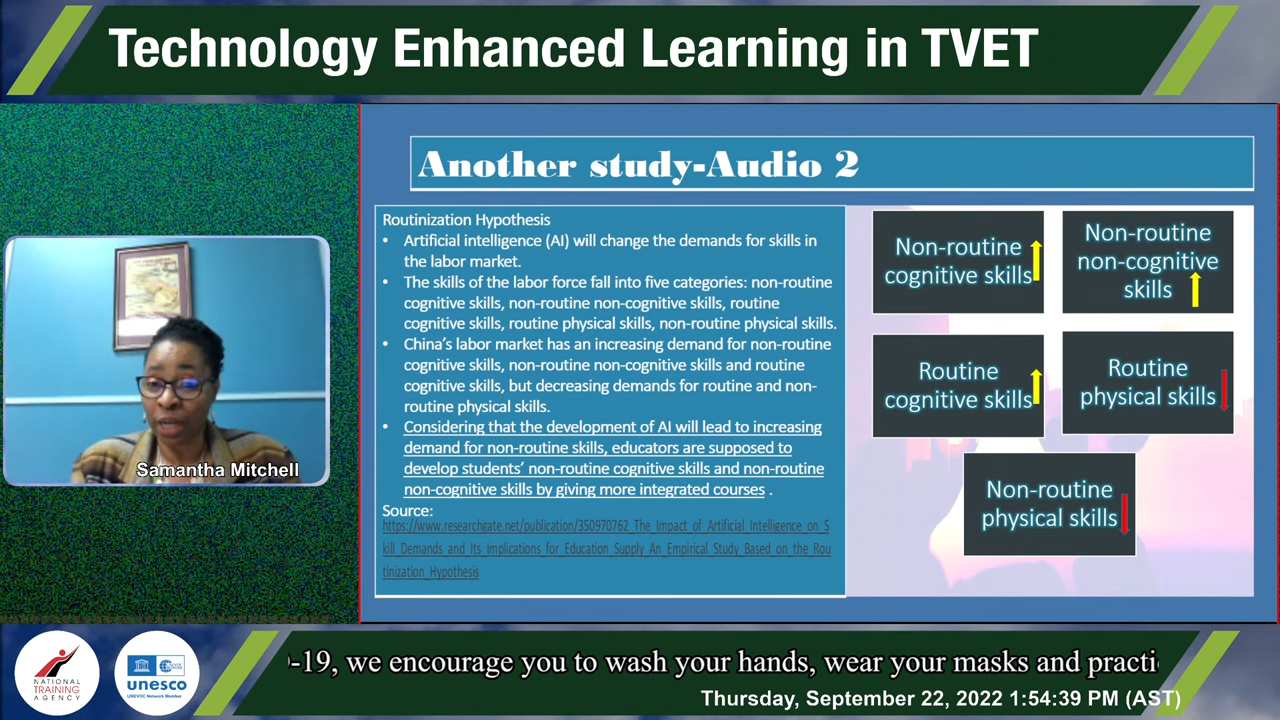 Technology Enhanced Learning in TVET
Another study-Audio 2
Routinization Hypothesis
• Artificial intelligence (AI) will change the demands for skills in
the labor market.
• The skills of the labor force fall into five categories: non-routine
cognitive skills, non-routine non-cognitive skills, routine
cognitive skills, routine physical skills, non-routine physical skills.
• China's labor market has an increasing demand for non-routine
cognitive skills, non-routine non-cognitive skills and routine
cognitive skills, but decreasing demands for routine and non-
routine physical skills.
• Considering that the development of AI will lead to increasing
demand for non-routine skills, educators are supposed to
develop students' non-routine cognitive skills and non-routine
non-cognitive skills by giving more integrated courses .
Source:
https://www.researchgate.net/publication/350970762_The_Impact_of_Artificial_Intelligence_on_S
kill_Demands_and_Its_Implications_for_Education_Supply_An_Empirical_Study_Based_on_the_Rou
tinization_Hypothesis
Non-routine
cognitive skills
Non-routine
non-cognitive
skills
Routine
cognitive skills
Routine
physical skills
Non-routine
physical skills
Samantha Mitchell
NATIONAL
TRAINING
AGENCY
unesco
UNEVOC Network Member
-19, we encourage you to wash your hands, wear your masks and practi
Thursday, September 22, 2022 1:54:39 PM (AST)